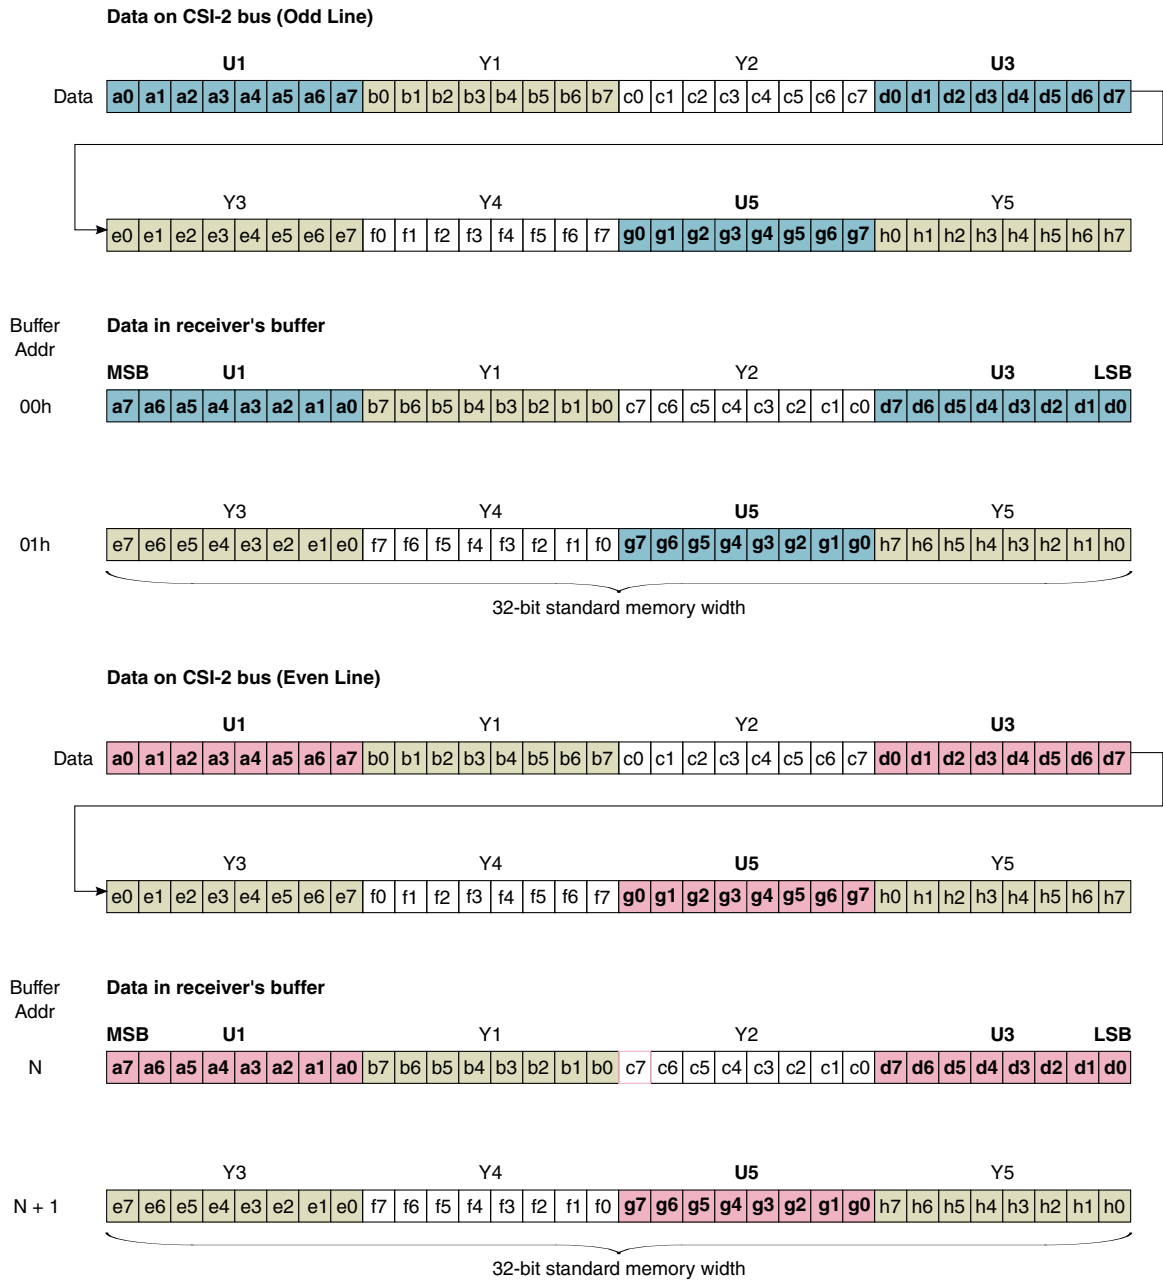 Data on CSI-2 bus (Odd Line)
U1 Y1 Y2 U3
Data a0 a1 a2 a3 a4 a5 a6 a7 b0 b1 b2 b3 b4 b5 b6 b7 c0 c1 c2 c3 c4 c5 c6 c7 d0 d1 d2 d3 d4 d5 d6 d7
Y3 Y4 U5 Y5
e0 e1 e2 e3 e4 e5 e6 e7 f0 f1 f2 f3 f4 f5 f6 f7 g0 g1 g2 g3 g4 g5 g6 g7 h0 h1 h2 h3 h4 h5 h6 h7
Buffer Addr
Data in receiver's buffer
MSB U1 Y1 Y2 U3 LSB
00h a7 a6 a5 a4 a3 a2 a1 a0 b7 b6 b5 b4 b3 b2 b1 b0 c7 c6 c5 c4 c3 c2 c1 c0 d7 d6 d5 d4 d3 d2 d1 d0
Y3 Y4 U5 Y5
01h e7 e6 e5 e4 e3 e2 e1 e0 f7 f6 f5 f4 f3 f2 f1 f0 g7 g6 g5 g4 g3 g2 g1 g0 h7 h6 h5 h4 h3 h2 h1 h0
32-bit standard memory width
Data on CSI-2 bus (Even Line)
U1 Y1 Y2 U3
Data a0 a1 a2 a3 a4 a5 a6 a7 b0 b1 b2 b3 b4 b5 b6 b7 c0 c1 c2 c3 c4 c5 c6 c7 d0 d1 d2 d3 d4 d5 d6 d7
Y3 Y4 U5 Y5
e0 e1 e2 e3 e4 e5 e6 e7 f0 f1 f2 f3 f4 f5 f6 f7 g0 g1 g2 g3 g4 g5 g6 g7 h0 h1 h2 h3 h4 h5 h6 h7
Buffer Addr
Data in receiver's buffer
MSB U1 Y1 Y2 U3 LSB
N a7 a6 a5 a4 a3 a2 a1 a0 b7 b6 b5 b4 b3 b2 b1 b0 c7 c6 c5 c4 c3 c2 c1 c0 d7 d6 d5 d4 d3 d2 d1 d0
Y3 Y4 U5 Y5
N + 1 e7 e6 e5 e4 e3 e2 e1 e0 f7 f6 f5 f4 f3 f2 f1 f0 g7 g6 g5 g4 g3 g2 g1 g0 h7 h6 h5 h4 h3 h2 h1 h0
32-bit standard memory width